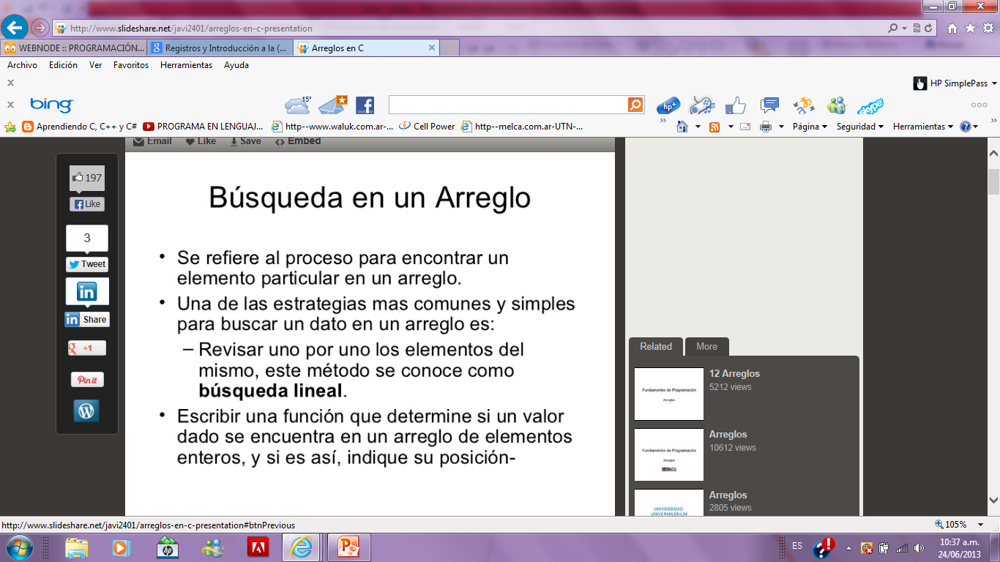 http://www.slideshare.net/javi2401/arreglos-en-c-presentation
WEBNODE :: PROGRAMACIÓN...
Registros y Introducción a la (...
Arreglos en C
Archivo Edición Ver Favoritos Herramientas Ayuda
HP SimplePass
bing
15°
hp+
skype
Aprendiendo C, C++ y C#
PROGRAMA EN LENGUAJ...
http--www.waluk.com.ar-...
Cell Power
http--melca.com.ar-UTN-...
Página
Seguridad
Herramientas
Email Like Save Embed
197
Like
3
Tweet
in
in Share
+1
Pin it
Búsqueda en un Arreglo
• Se refiere al proceso para encontrar un
elemento particular en un arreglo.
• Una de las estrategias mas comunes y simples
para buscar un dato en un arreglo es:
– Revisar uno por uno los elementos del
mismo, este método se conoce como
búsqueda lineal.
• Escribir una función que determine si un valor
dado se encuentra en un arreglo de elementos
enteros, y si es así, indique su posición-
Related More
Fundamentos de Programación
Arreglos
12 Arreglos
5212 views
Fundamentos de Programación
Arreglos
Arreglos
10612 views
UNIVERSIDAD
UNIVERMILENIUM
Arreglos
2805 views
http://www.slideshare.net/javi2401/arreglos-en-c-presentation#btnPrevious
105%
ES
10:37 a.m.
24/06/2013